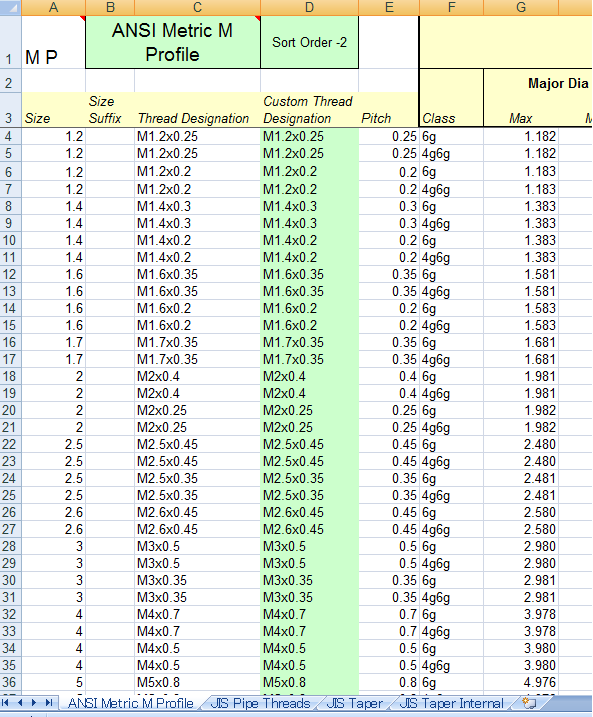 A B C D E F G
1 M P ANSI Metric M Profile Sort Order -2
2 Major Dia
3 Size Size Suffix Thread Designation Custom Thread Designation Pitch Class Max
4 1.2 M1.2x0.25 M1.2x0.25 0.25 6g 1.182
5 1.2 M1.2x0.25 M1.2x0.25 0.25 4g6g 1.182
6 1.2 M1.2x0.2 M1.2x0.2 0.2 6g 1.183
7 1.2 M1.2x0.2 M1.2x0.2 0.2 4g6g 1.183
8 1.4 M1.4x0.3 M1.4x0.3 0.3 6g 1.383
9 1.4 M1.4x0.3 M1.4x0.3 0.3 4g6g 1.383
10 1.4 M1.4x0.2 M1.4x0.2 0.2 6g 1.383
11 1.4 M1.4x0.2 M1.4x0.2 0.2 4g6g 1.383
12 1.6 M1.6x0.35 M1.6x0.35 0.35 6g 1.581
13 1.6 M1.6x0.35 M1.6x0.35 0.35 4g6g 1.581
14 1.6 M1.6x0.2 M1.6x0.2 0.2 6g 1.583
15 1.6 M1.6x0.2 M1.6x0.2 0.2 4g6g 1.583
16 1.7 M1.7x0.35 M1.7x0.35 0.35 6g 1.681
17 1.7 M1.7x0.35 M1.7x0.35 0.35 4g6g 1.681
18 2 M2x0.4 M2x0.4 0.4 6g 1.981
19 2 M2x0.4 M2x0.4 0.4 4g6g 1.981
20 2 M2x0.25 M2x0.25 0.25 6g 1.982
21 2 M2x0.25 M2x0.25 0.25 4g6g 1.982
22 2.5 M2.5x0.45 M2.5x0.45 0.45 6g 2.480
23 2.5 M2.5x0.45 M2.5x0.45 0.45 4g6g 2.480
24 2.5 M2.5x0.35 M2.5x0.35 0.35 6g 2.481
25 2.5 M2.5x0.35 M2.5x0.35 0.35 4g6g 2.481
26 2.6 M2.6x0.45 M2.6x0.45 0.45 6g 2.580
27 2.6 M2.6x0.45 M2.6x0.45 0.45 4g6g 2.580
28 3 M3x0.5 M3x0.5 0.5 6g 2.980
29 3 M3x0.5 M3x0.5 0.5 4g6g 2.980
30 3 M3x0.35 M3x0.35 0.35 6g 2.981
31 3 M3x0.35 M3x0.35 0.35 4g6g 2.981
32 4 M4x0.7 M4x0.7 0.7 6g 3.978
33 4 M4x0.7 M4x0.7 0.7 4g6g 3.978
34 4 M4x0.5 M4x0.5 0.5 6g 3.980
35 4 M4x0.5 M4x0.5 0.5 4g6g 3.980
36 5 M5x0.8 M5x0.8 0.8 6g 4.976
ANSI Metric M Profile JIS Pipe Threads JIS Taper JIS Taper Internal